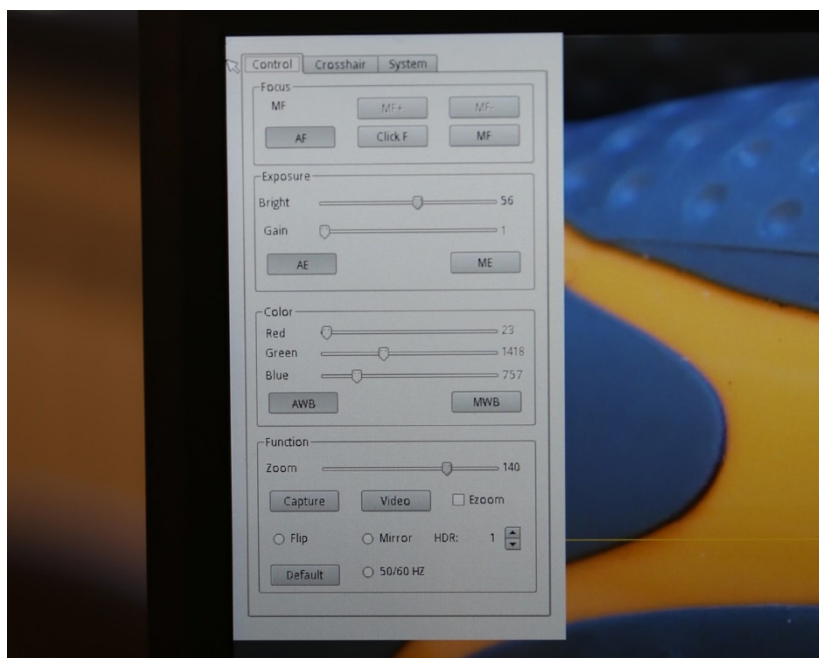 Control Crosshair System
Focus
MF MF+ MF-
AF Click F MF
Exposure
Bright 56
Gain 1
AE ME
Color
Red 23
Green 1418
Blue 757
AWB MWB
Function
Zoom 140
Capture Video Ezoom
Flip Mirror HDR: 1
Default 50/60 HZ